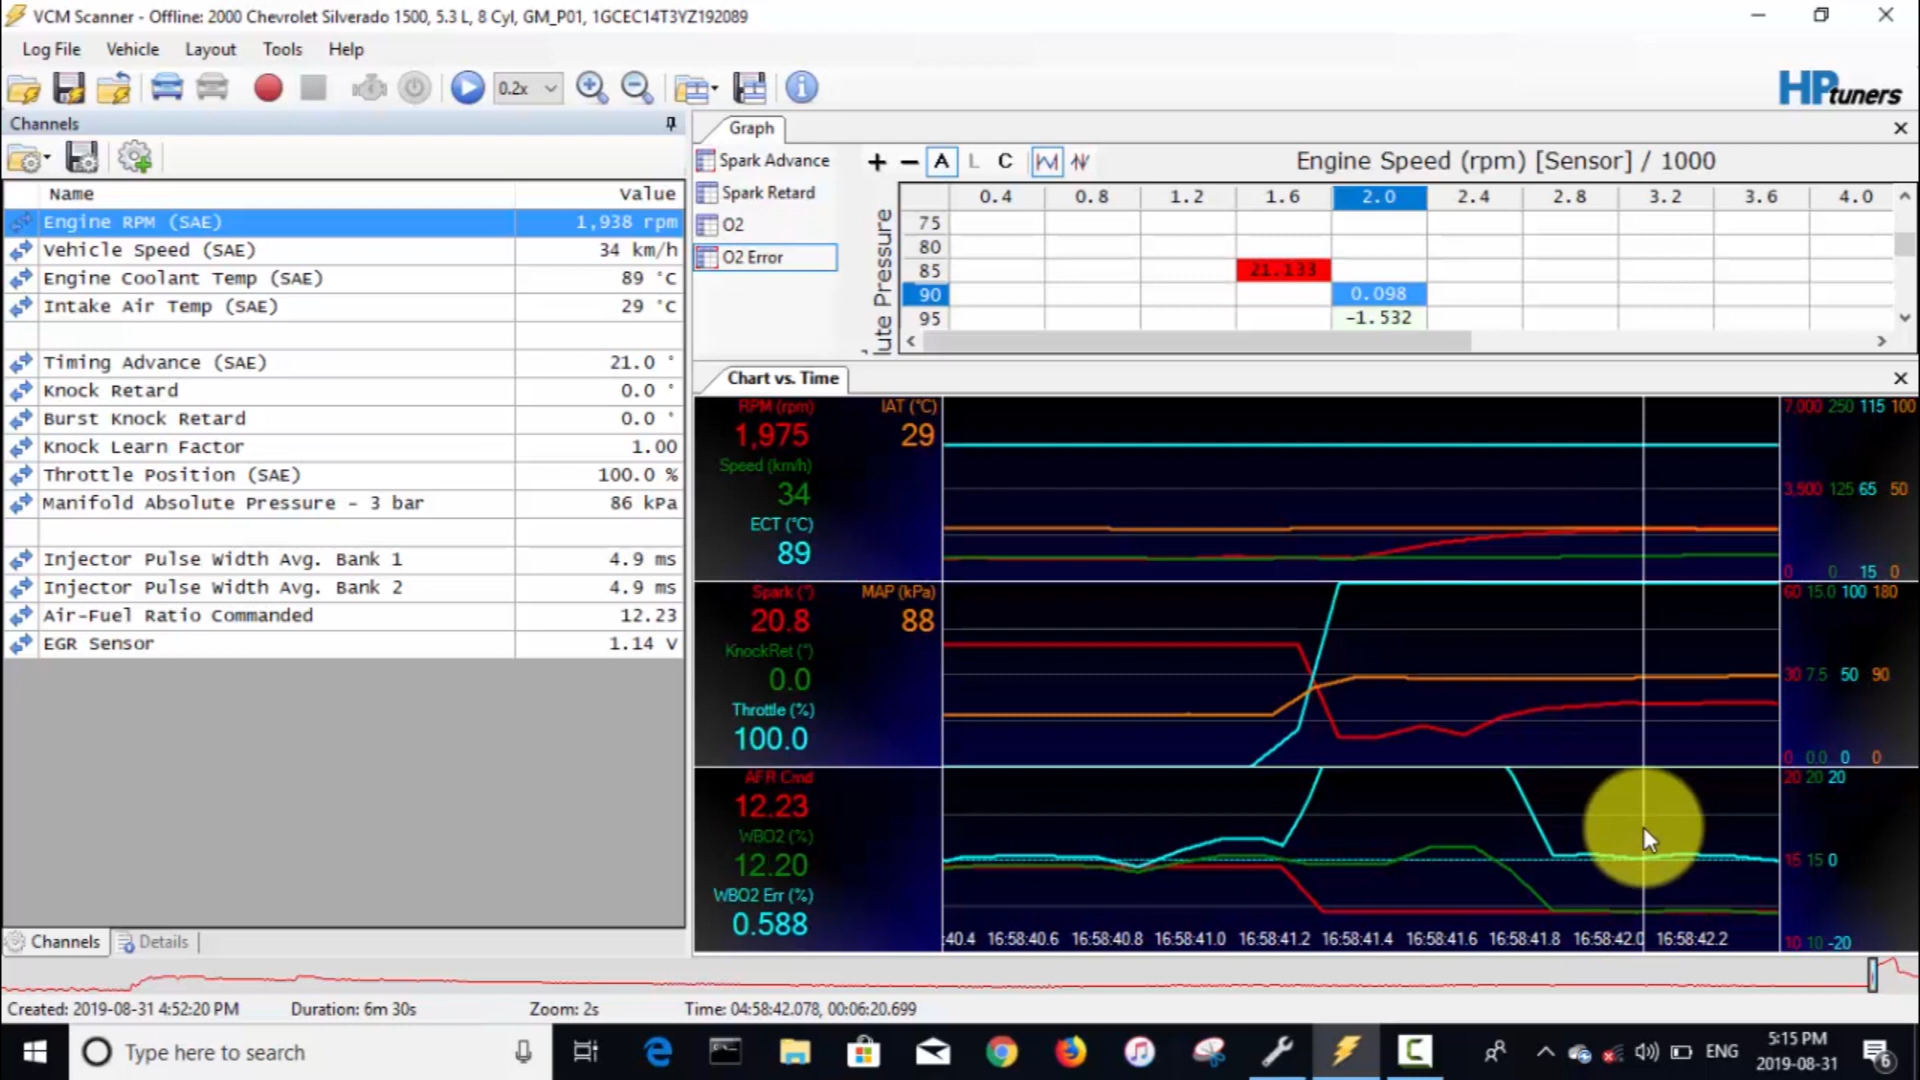 VCM Scanner - Offline: 2000 Chevrolet Silverado 1500, 5.3 L, 8 Cyl, GM_P01, 1GCEC14T3YZ192089
Log File Vehicle Layout Tools Help
0.2x
HP tuners
Channels
Name Value
Engine RPM (SAE) 1,938 rpm
Vehicle Speed (SAE) 34 km/h
Engine Coolant Temp (SAE) 89 °C
Intake Air Temp (SAE) 29 °C
Timing Advance (SAE) 21.0 °
Knock Retard 0.0 °
Burst Knock Retard 0.0 °
Knock Learn Factor 1.00
Throttle Position (SAE) 100.0 %
Manifold Absolute Pressure - 3 bar 86 kPa
Injector Pulse Width Avg. Bank 1 4.9 ms
Injector Pulse Width Avg. Bank 2 4.9 ms
Air-Fuel Ratio Commanded 12.23
EGR Sensor 1.14 V
Channels Details
Graph
Spark Advance
Spark Retard
O2
O2 Error
A L C
Engine Speed (rpm) [Sensor] / 1000
lute Pressure
0.4 0.8 1.2 1.6 2.0 2.4 2.8 3.2 3.6 4.0
75
80
85 21.133
90 0.098
95 -1.532
Chart vs. Time
RPM (rpm) IAT (°C)
1,975 29
Speed (km/h)
34
ECT (°C)
89
7,000 250 115 100
3,500 125 65 50
0 0 15 0
Spark (°) MAP (kPa)
20.8 88
KnockRet (°)
0.0
Throttle (%)
100.0
60 15.0 100 180
30 7.5 50 90
0 0.0 0 0
AFR Cmd
12.23
WBO2 (%)
12.20
WBO2 Err (%)
0.588
20 20 20
15 15 0
10 10 -20
:40.4 16:58:40.6 16:58:40.8 16:58:41.0 16:58:41.2 16:58:41.4 16:58:41.6 16:58:41.8 16:58:42.0 16:58:42.2
Created: 2019-08-31 4:52:20 PM Duration: 6m 30s Zoom: 2s Time: 04:58:42.078, 00:06:20.699
Type here to search
ENG
5:15 PM
2019-08-31
6